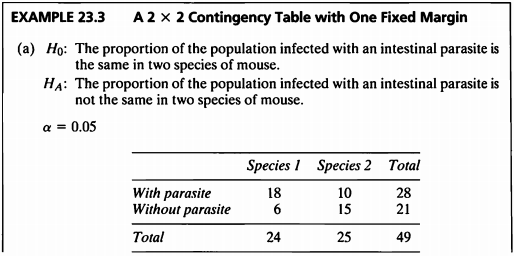 EXAMPLE 23.3 A 2 × 2 Contingency Table with One Fixed Margin
(a) H₀: The proportion of the population infected with an intestinal parasite is
the same in two species of mouse.
H_A: The proportion of the population infected with an intestinal parasite is
not the same in two species of mouse.
α = 0.05
Species 1 Species 2 Total
With parasite 18 10 28
Without parasite 6 15 21
Total 24 25 49